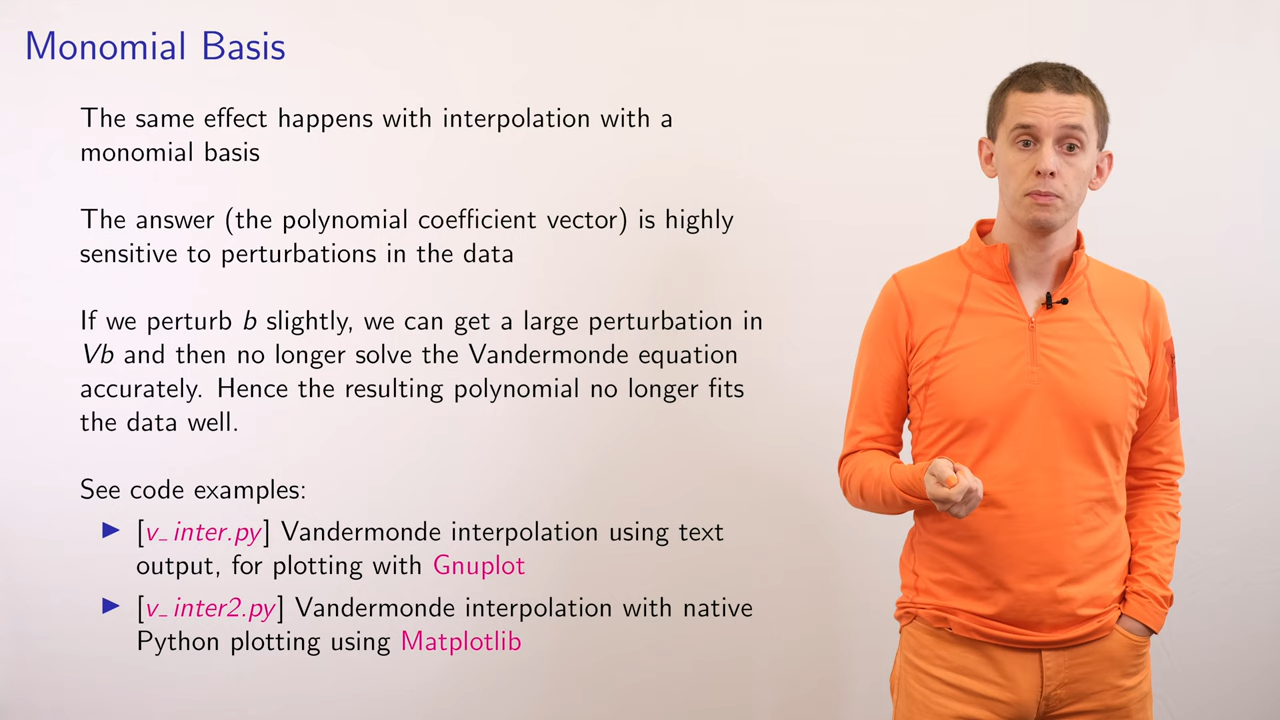 Monomial Basis
The same effect happens with interpolation with a
monomial basis
The answer (the polynomial coefficient vector) is highly
sensitive to perturbations in the data
If we perturb b slightly, we can get a large perturbation in
Vb and then no longer solve the Vandermonde equation
accurately. Hence the resulting polynomial no longer fits
the data well.
See code examples:
▶ [v_inter.py] Vandermonde interpolation using text
output, for plotting with Gnuplot
▶ [v_inter2.py] Vandermonde interpolation with native
Python plotting using Matplotlib